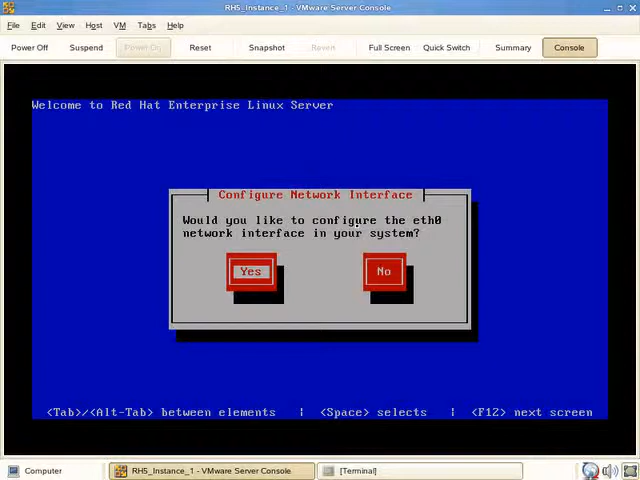 RH5_Instance_1 - VMware Server Console
File Edit View Host VM Tabs Help
Power Off Suspend Power On Reset Snapshot Revert Full Screen Quick Switch Summary Console
Welcome to Red Hat Enterprise Linux Server
Configure Network Interface
Would you like to configure the eth0
network interface in your system?
Yes No
<Tab>/<Alt-Tab> between elements | <Space> selects | <F12> next screen
Computer RH5_Instance_1 - VMware Server Console [Terminal]